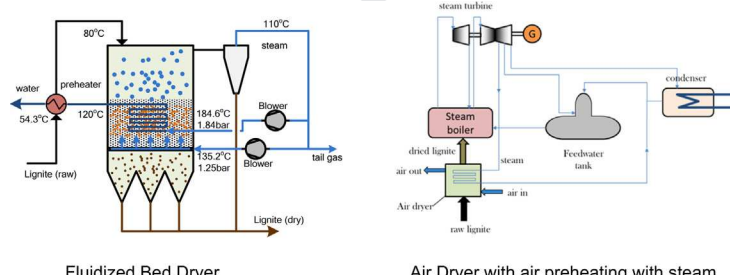 110°C
steam
80°C
water
preheater
54.3°C
120°C
184.6°C
1.84bar
Blower
135.2°C
1.25bar
Blower
tail gas
Lignite (raw)
Lignite (dry)
Fluidized Bed Dryer
steam turbine
G
condenser
Steam
boiler
dried lignite
steam
Feedwater
tank
air out
air in
Air dryer
raw lignite
Air Dryer with air preheating with steam